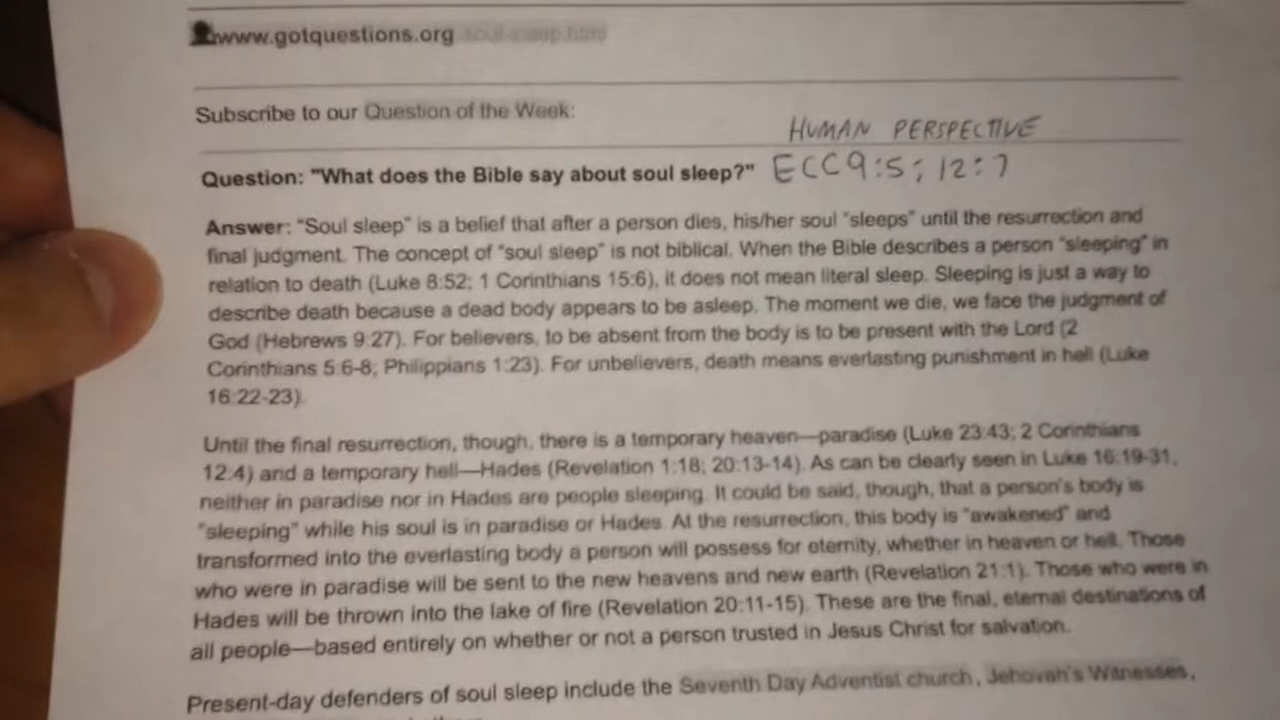 www.gotquestions.org soul-sleep.html
Subscribe to our Question of the Week:
HUMAN PERSPECTIVE
Question: "What does the Bible say about soul sleep?" ECC 9:5; 12:7
Answer: "Soul sleep" is a belief that after a person dies, his/her soul "sleeps" until the resurrection and
final judgment. The concept of "soul sleep" is not biblical. When the Bible describes a person "sleeping" in
relation to death (Luke 8:52; 1 Corinthians 15:6), it does not mean literal sleep. Sleeping is just a way to
describe death because a dead body appears to be asleep. The moment we die, we face the judgment of
God (Hebrews 9:27). For believers, to be absent from the body is to be present with the Lord (2
Corinthians 5:6-8; Philippians 1:23). For unbelievers, death means everlasting punishment in hell (Luke
16:22-23).
Until the final resurrection, though, there is a temporary heaven—paradise (Luke 23:43; 2 Corinthians
12:4) and a temporary hell—Hades (Revelation 1:18; 20:13-14). As can be clearly seen in Luke 16:19-31,
neither in paradise nor in Hades are people sleeping. It could be said, though, that a person's body is
"sleeping" while his soul is in paradise or Hades. At the resurrection, this body is "awakened" and
transformed into the everlasting body a person will possess for eternity, whether in heaven or hell. Those
who were in paradise will be sent to the new heavens and new earth (Revelation 21:1). Those who were in
Hades will be thrown into the lake of fire (Revelation 20:11-15). These are the final, eternal destinations of
all people—based entirely on whether or not a person trusted in Jesus Christ for salvation.
Present-day defenders of soul sleep include the Seventh Day Adventist church, Jehovah's Witnesses,